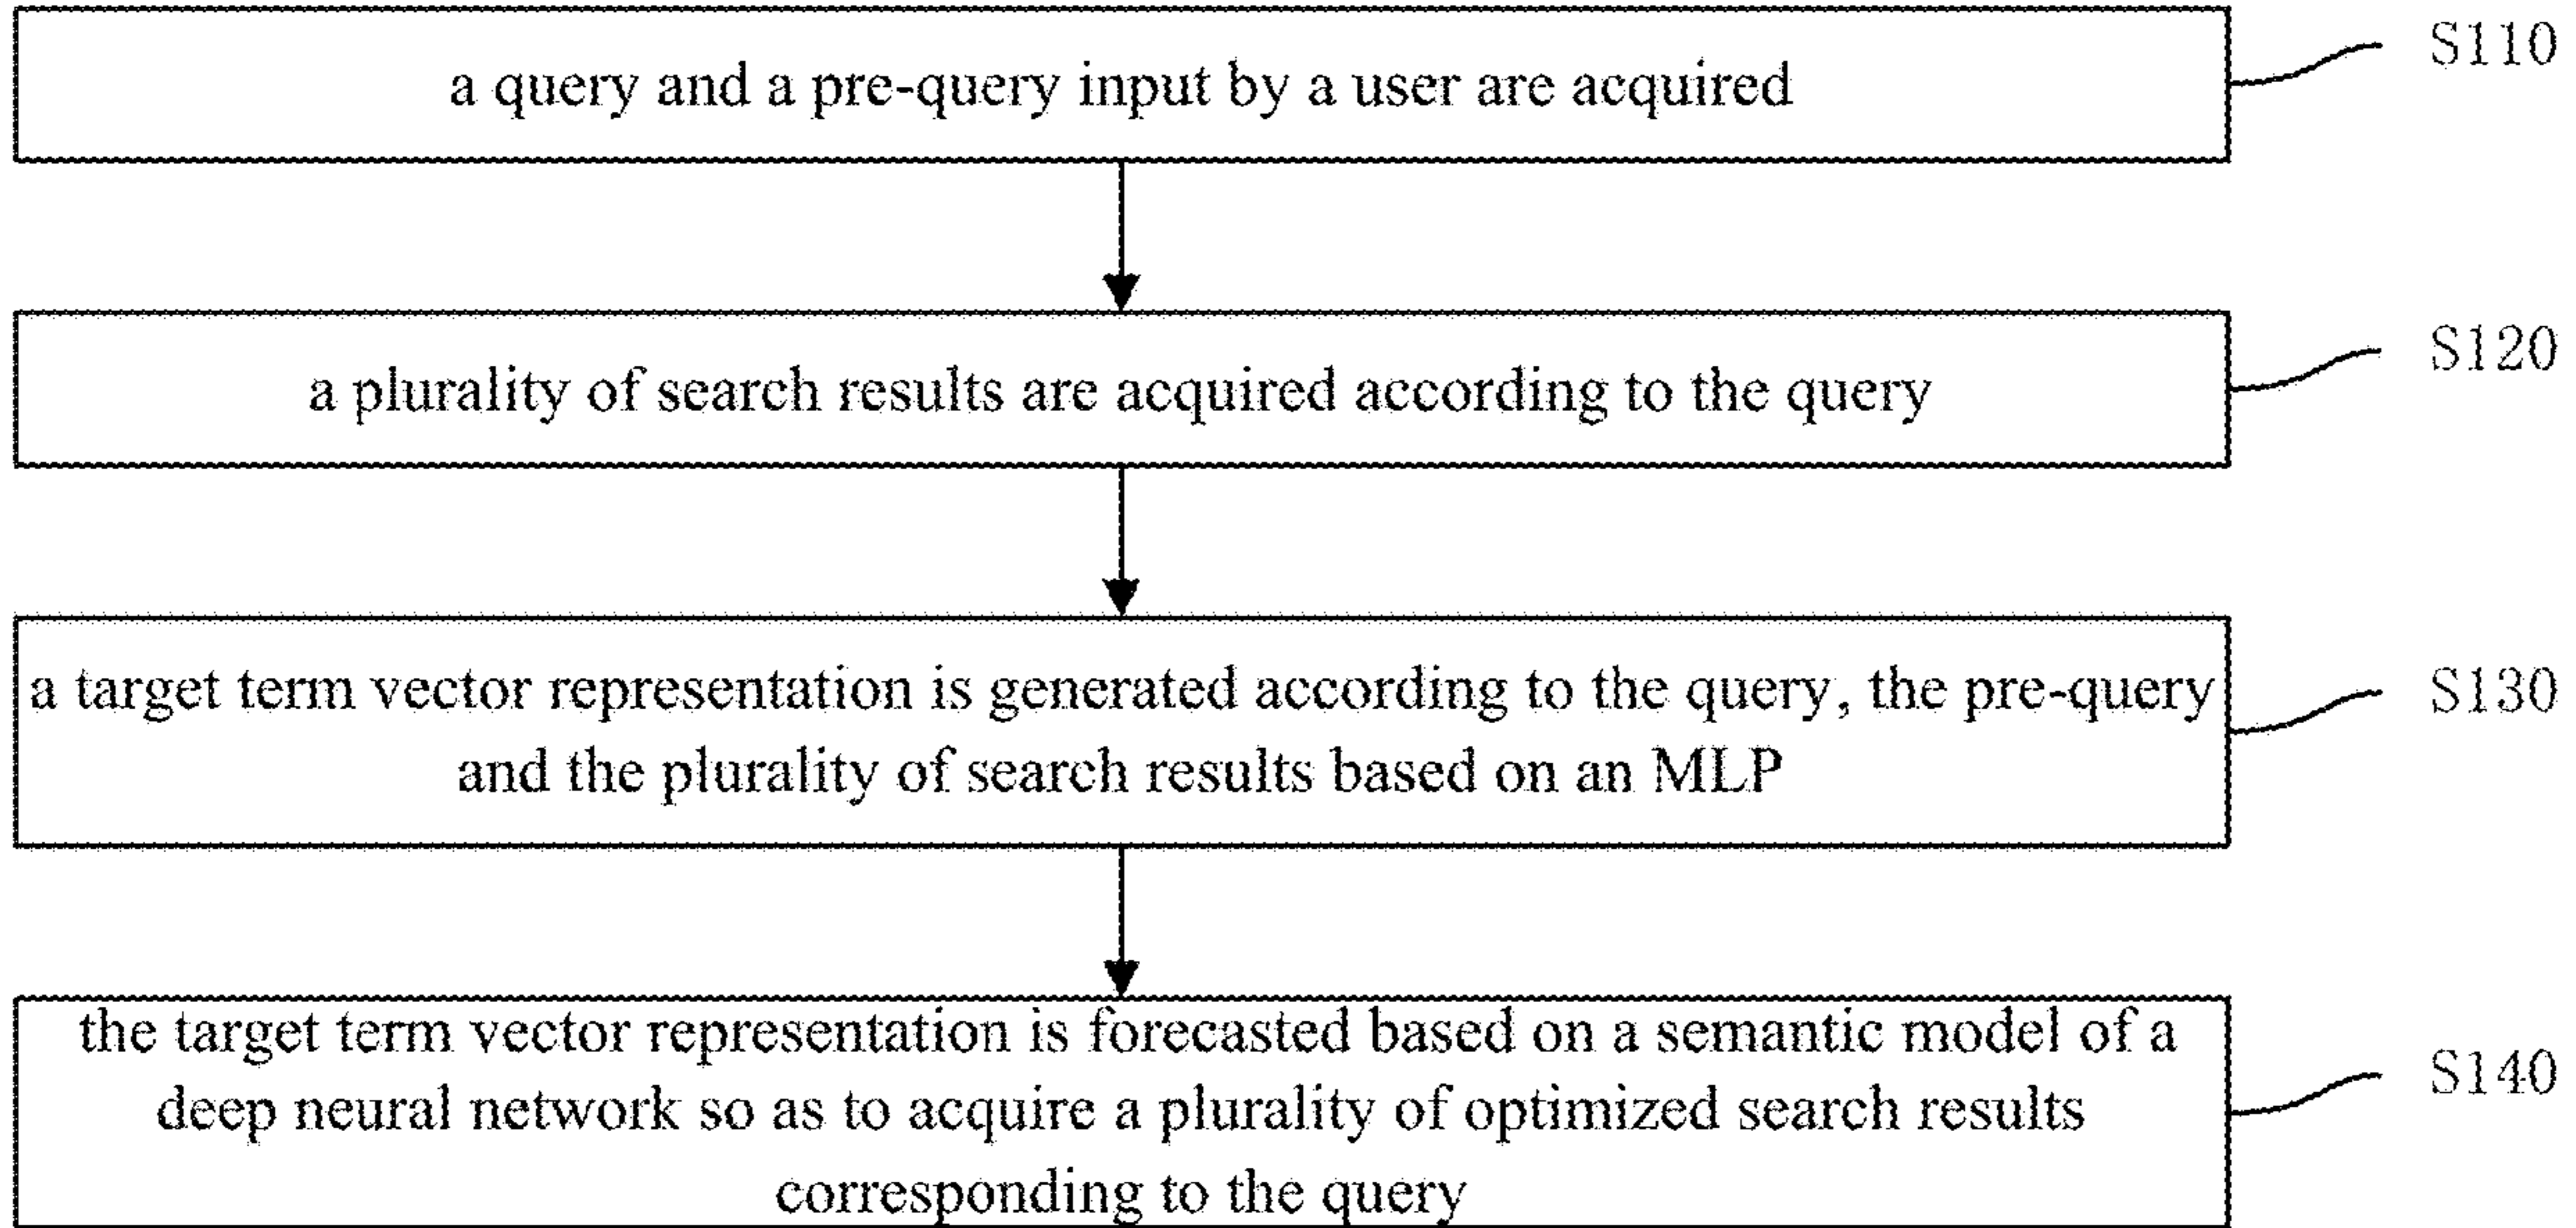 a query and a pre-query input by a user are acquired
S110
a plurality of search results are acquired according to the query
S120
a target term vector representation is generated according to the query, the pre-query
and the plurality of search results based on an MLP
S130
the target term vector representation is forecasted based on a semantic model of a
deep neural network so as to acquire a plurality of optimized search results
corresponding to the query
S140